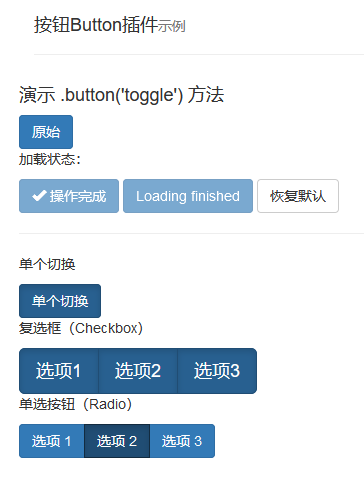 按钮Button插件示例
演示 .button('toggle') 方法
原始
加载状态：
操作完成 Loading finished 恢复默认
单个切换
单个切换
复选框（Checkbox）
选项1 选项2 选项3
单选按钮（Radio）
选项 1 选项 2 选项 3